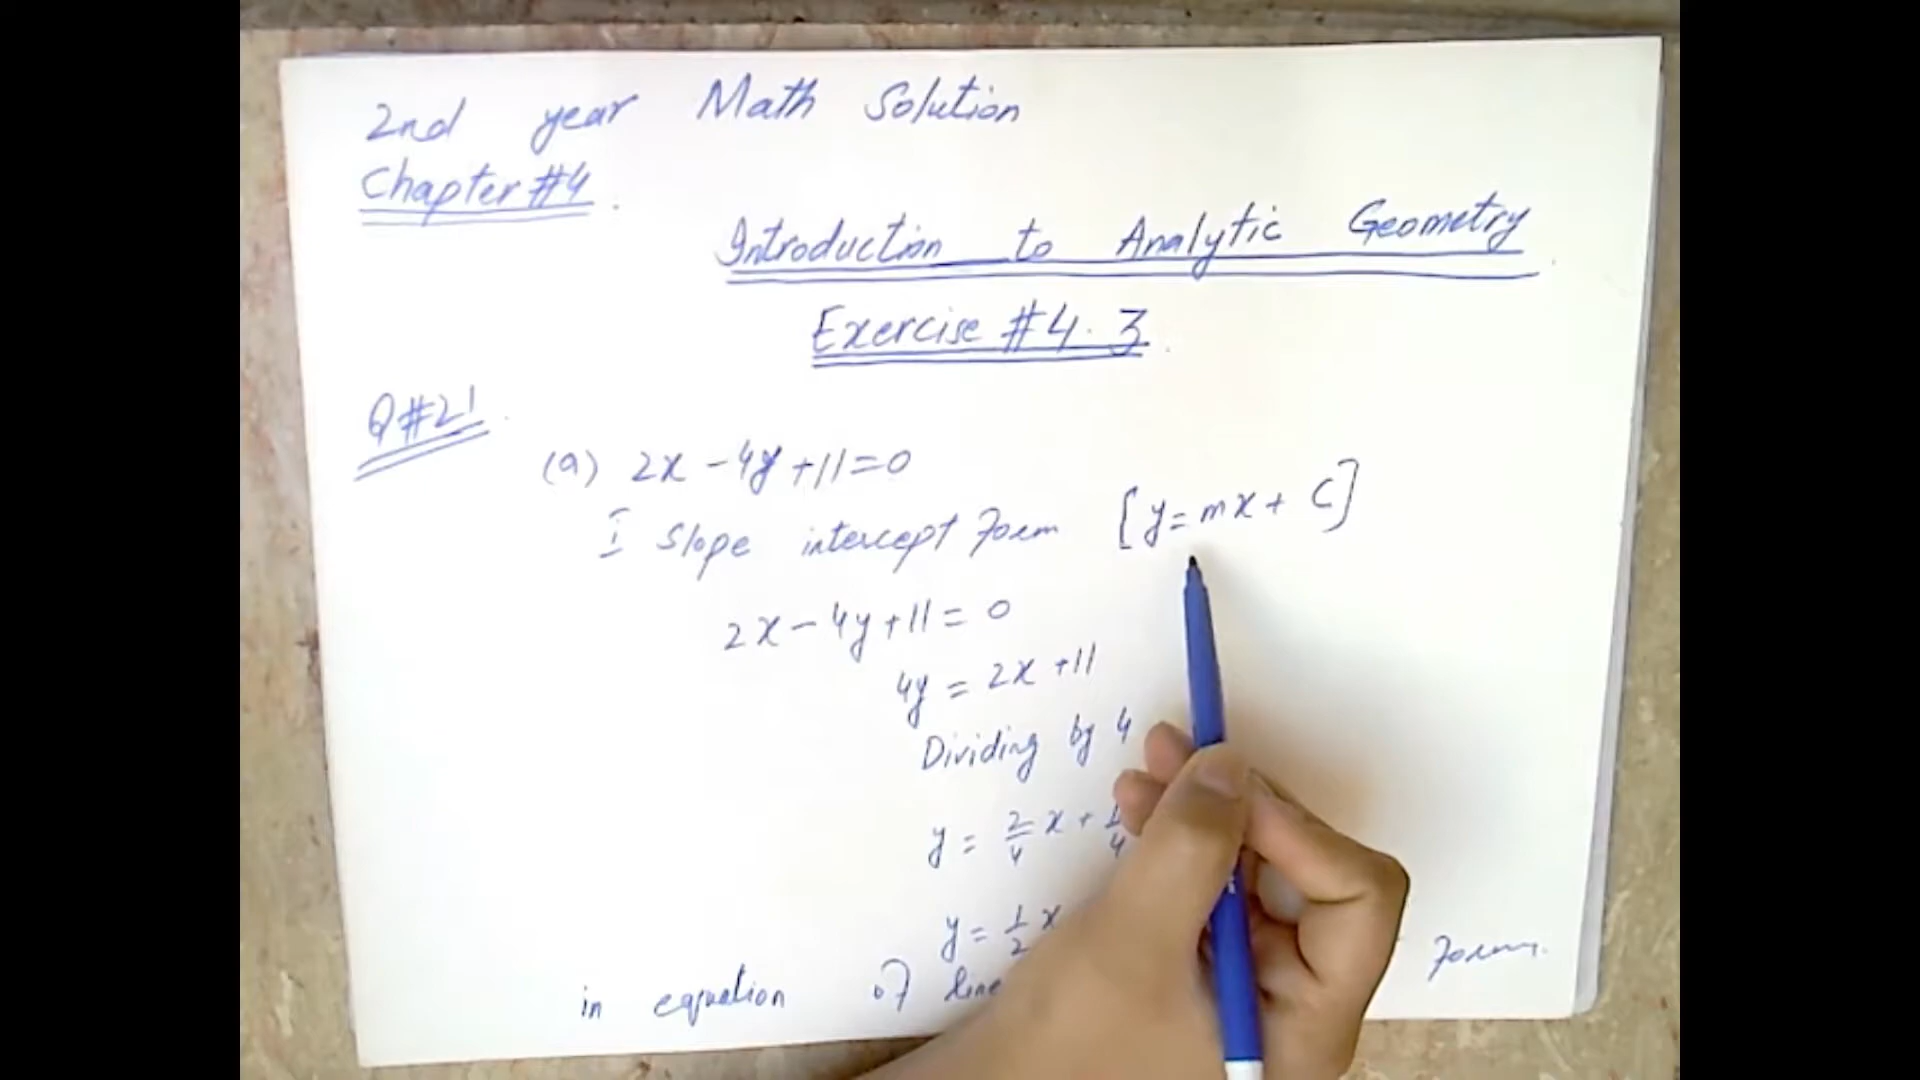 2nd year Math Solution
Chapter #4
Introduction to Analytic Geometry
Exercise #4.3
Q#21
(a) 2x - 4y + 11 = 0
I Slope intercept Form [y = mx + C]
2x - 4y + 11 = 0
4y = 2x + 11
Dividing by 4
y = 2/4 x +
y = 1/2 x
in equation of line Form.